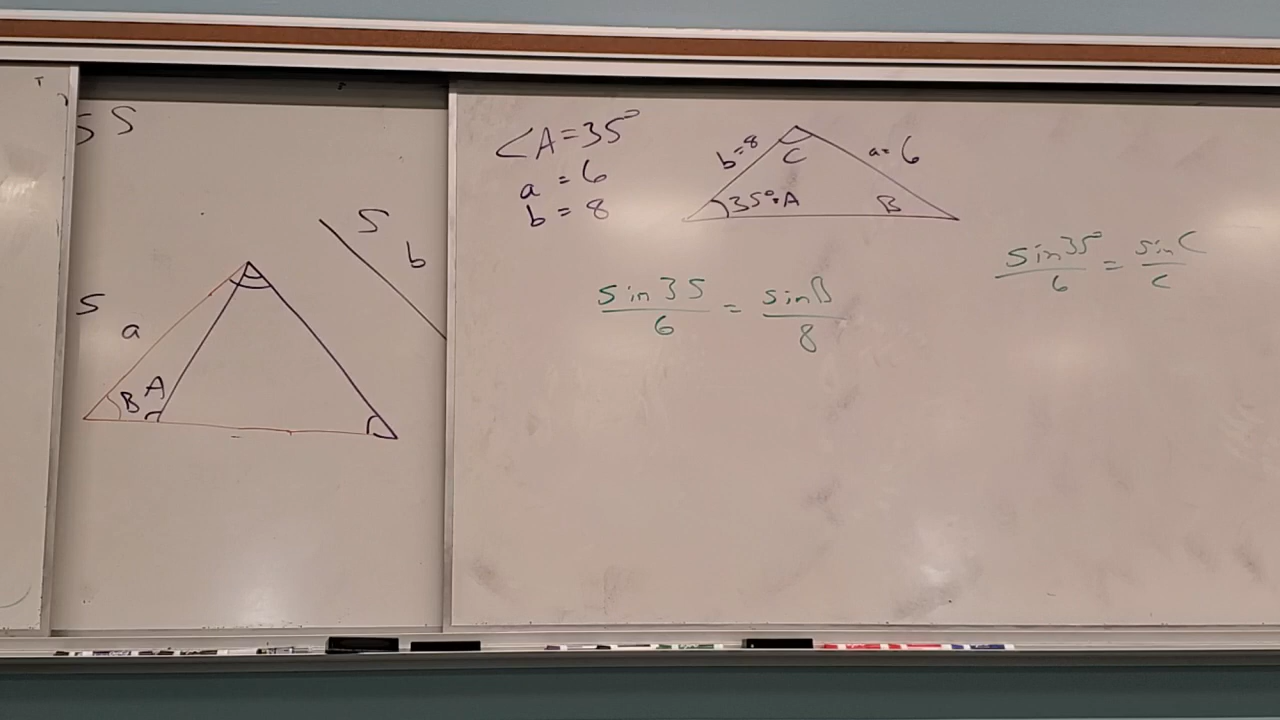 S S
S
b
S
a
B A
∠A = 35°
a = 6
b = 8
b = 8
a = 6
C
35° = A
B
sin 35 / 6 = sin B / 8
sin 35° / 6 = sin C / c